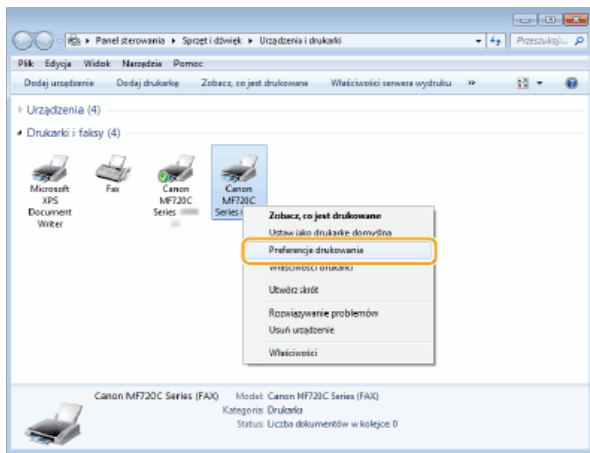 Panel sterowania ▸ Sprzęt i dźwięk ▸ Urządzenia i drukarki
Przeszukaj...
Plik Edycja Widok Narzędzia Pomoc
Dodaj urządzenie Dodaj drukarkę Zobacz, co jest drukowane Właściwości serwera wydruku »
Urządzenia (4)
Drukarki i faksy (4)
Microsoft XPS Document Writer
Fax
Canon MF720C Series
Canon MF720C Series
Zobacz, co jest drukowane
Ustaw jako drukarkę domyślną
Preferencje drukowania
Właściwości drukarki
Utwórz skrót
Rozwiązywanie problemów
Usuń urządzenie
Właściwości
Canon MF720C Series (FAX) Model: Canon MF720C Series (FAX)
Kategoria: Drukarka
Status: Liczba dokumentów w kolejce: 0